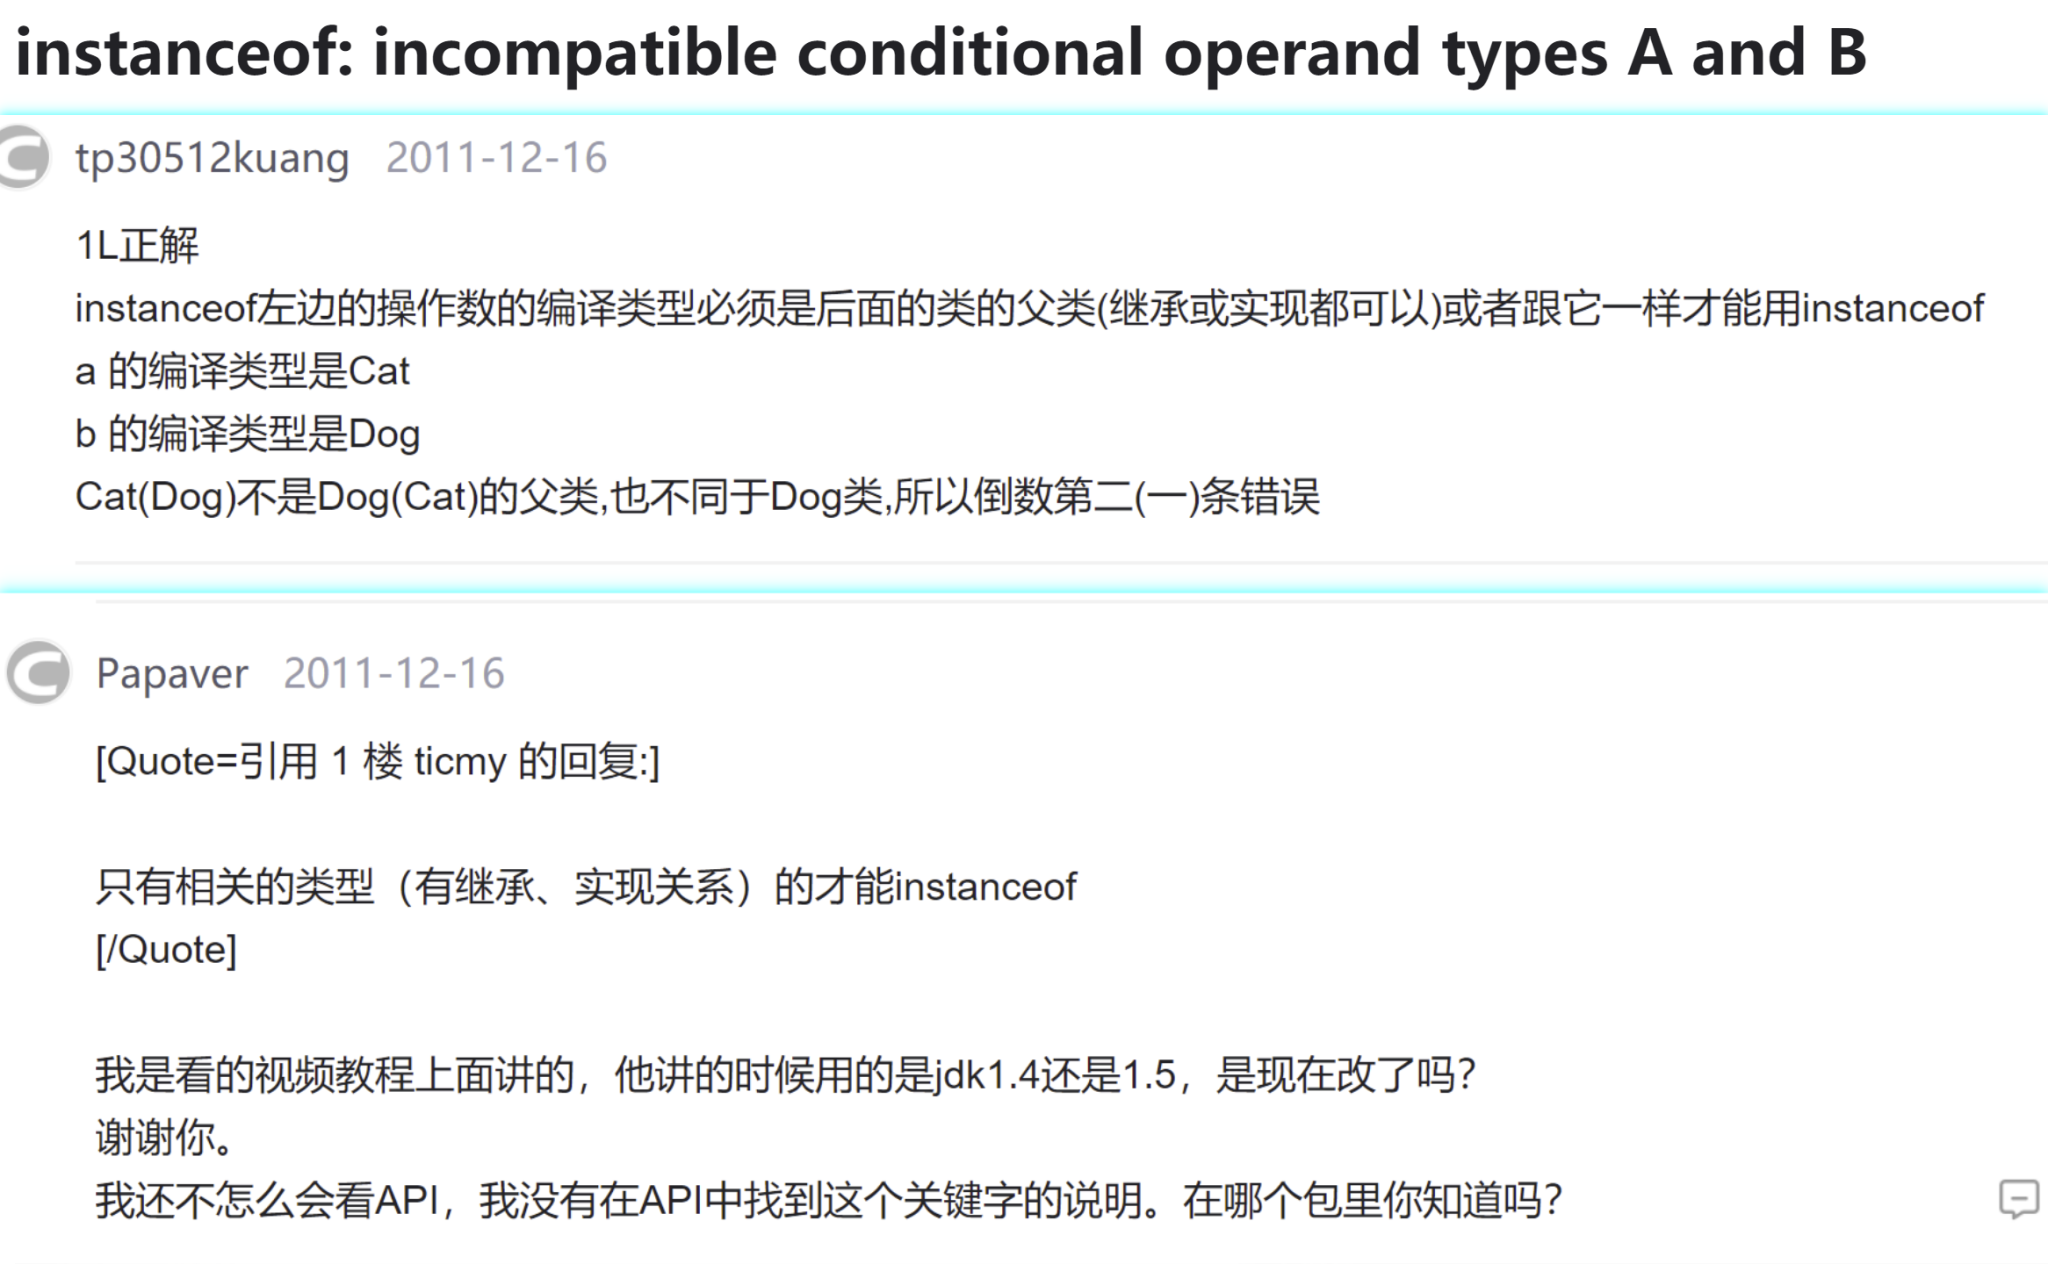 instanceof: incompatible conditional operand types A and B
tp30512kuang 2011-12-16
1L正解
instanceof左边的操作数的编译类型必须是后面的类的父类(继承或实现都可以)或者跟它一样才能用instanceof
a 的编译类型是Cat
b 的编译类型是Dog
Cat(Dog)不是Dog(Cat)的父类,也不同于Dog类,所以倒数第二(一)条错误
Papaver 2011-12-16
[Quote=引用 1 楼 ticmy 的回复:]
只有相关的类型（有继承、实现关系）的才能instanceof
[/Quote]
我是看的视频教程上面讲的，他讲的时候用的是jdk1.4还是1.5，是现在改了吗？
谢谢你。
我还不怎么会看API，我没有在API中找到这个关键字的说明。在哪个包里你知道吗？